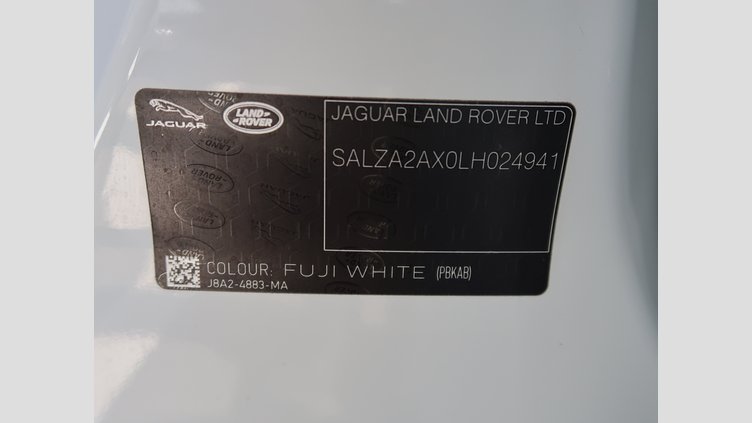 JAGUAR
LAND ROVER
JAGUAR LAND ROVER LTD
SALZA2AX0LH024941
COLOUR: FUJI WHITE (PBKAB)
J8A2-4883-MA